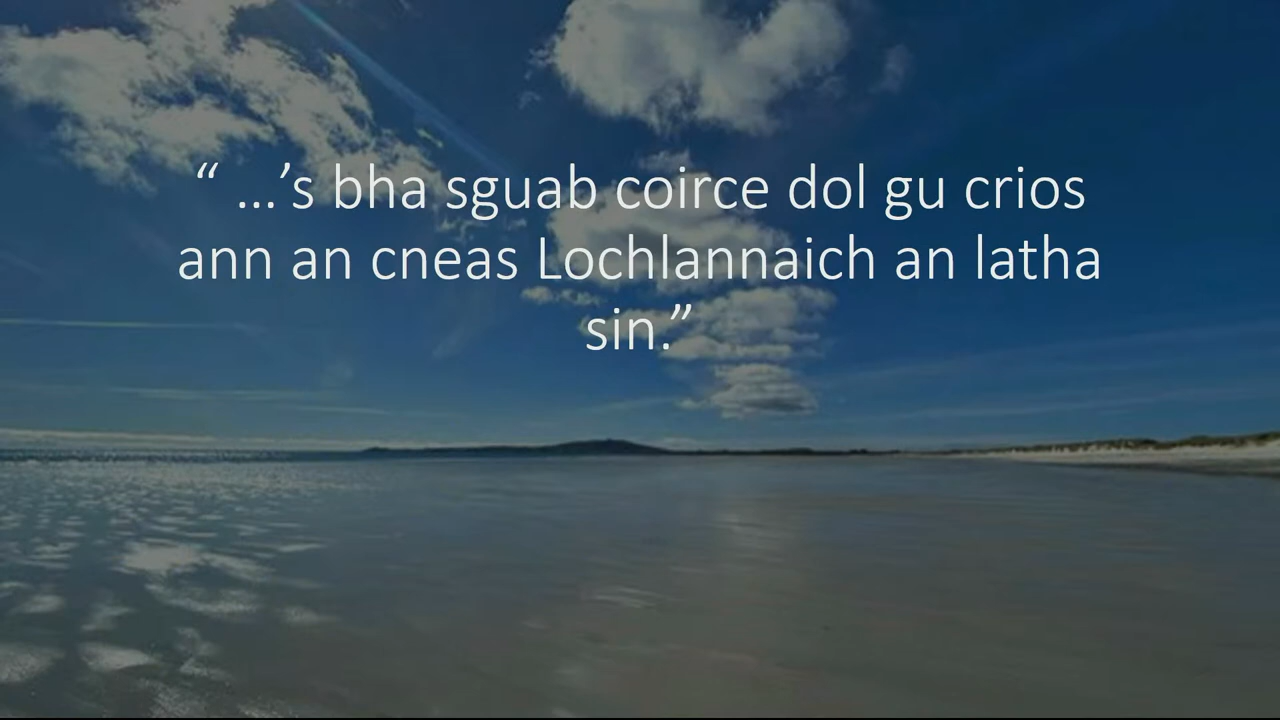 “ …’s bha sguab coirce dol gu crios
ann an cneas Lochlannaich an latha
sin.”